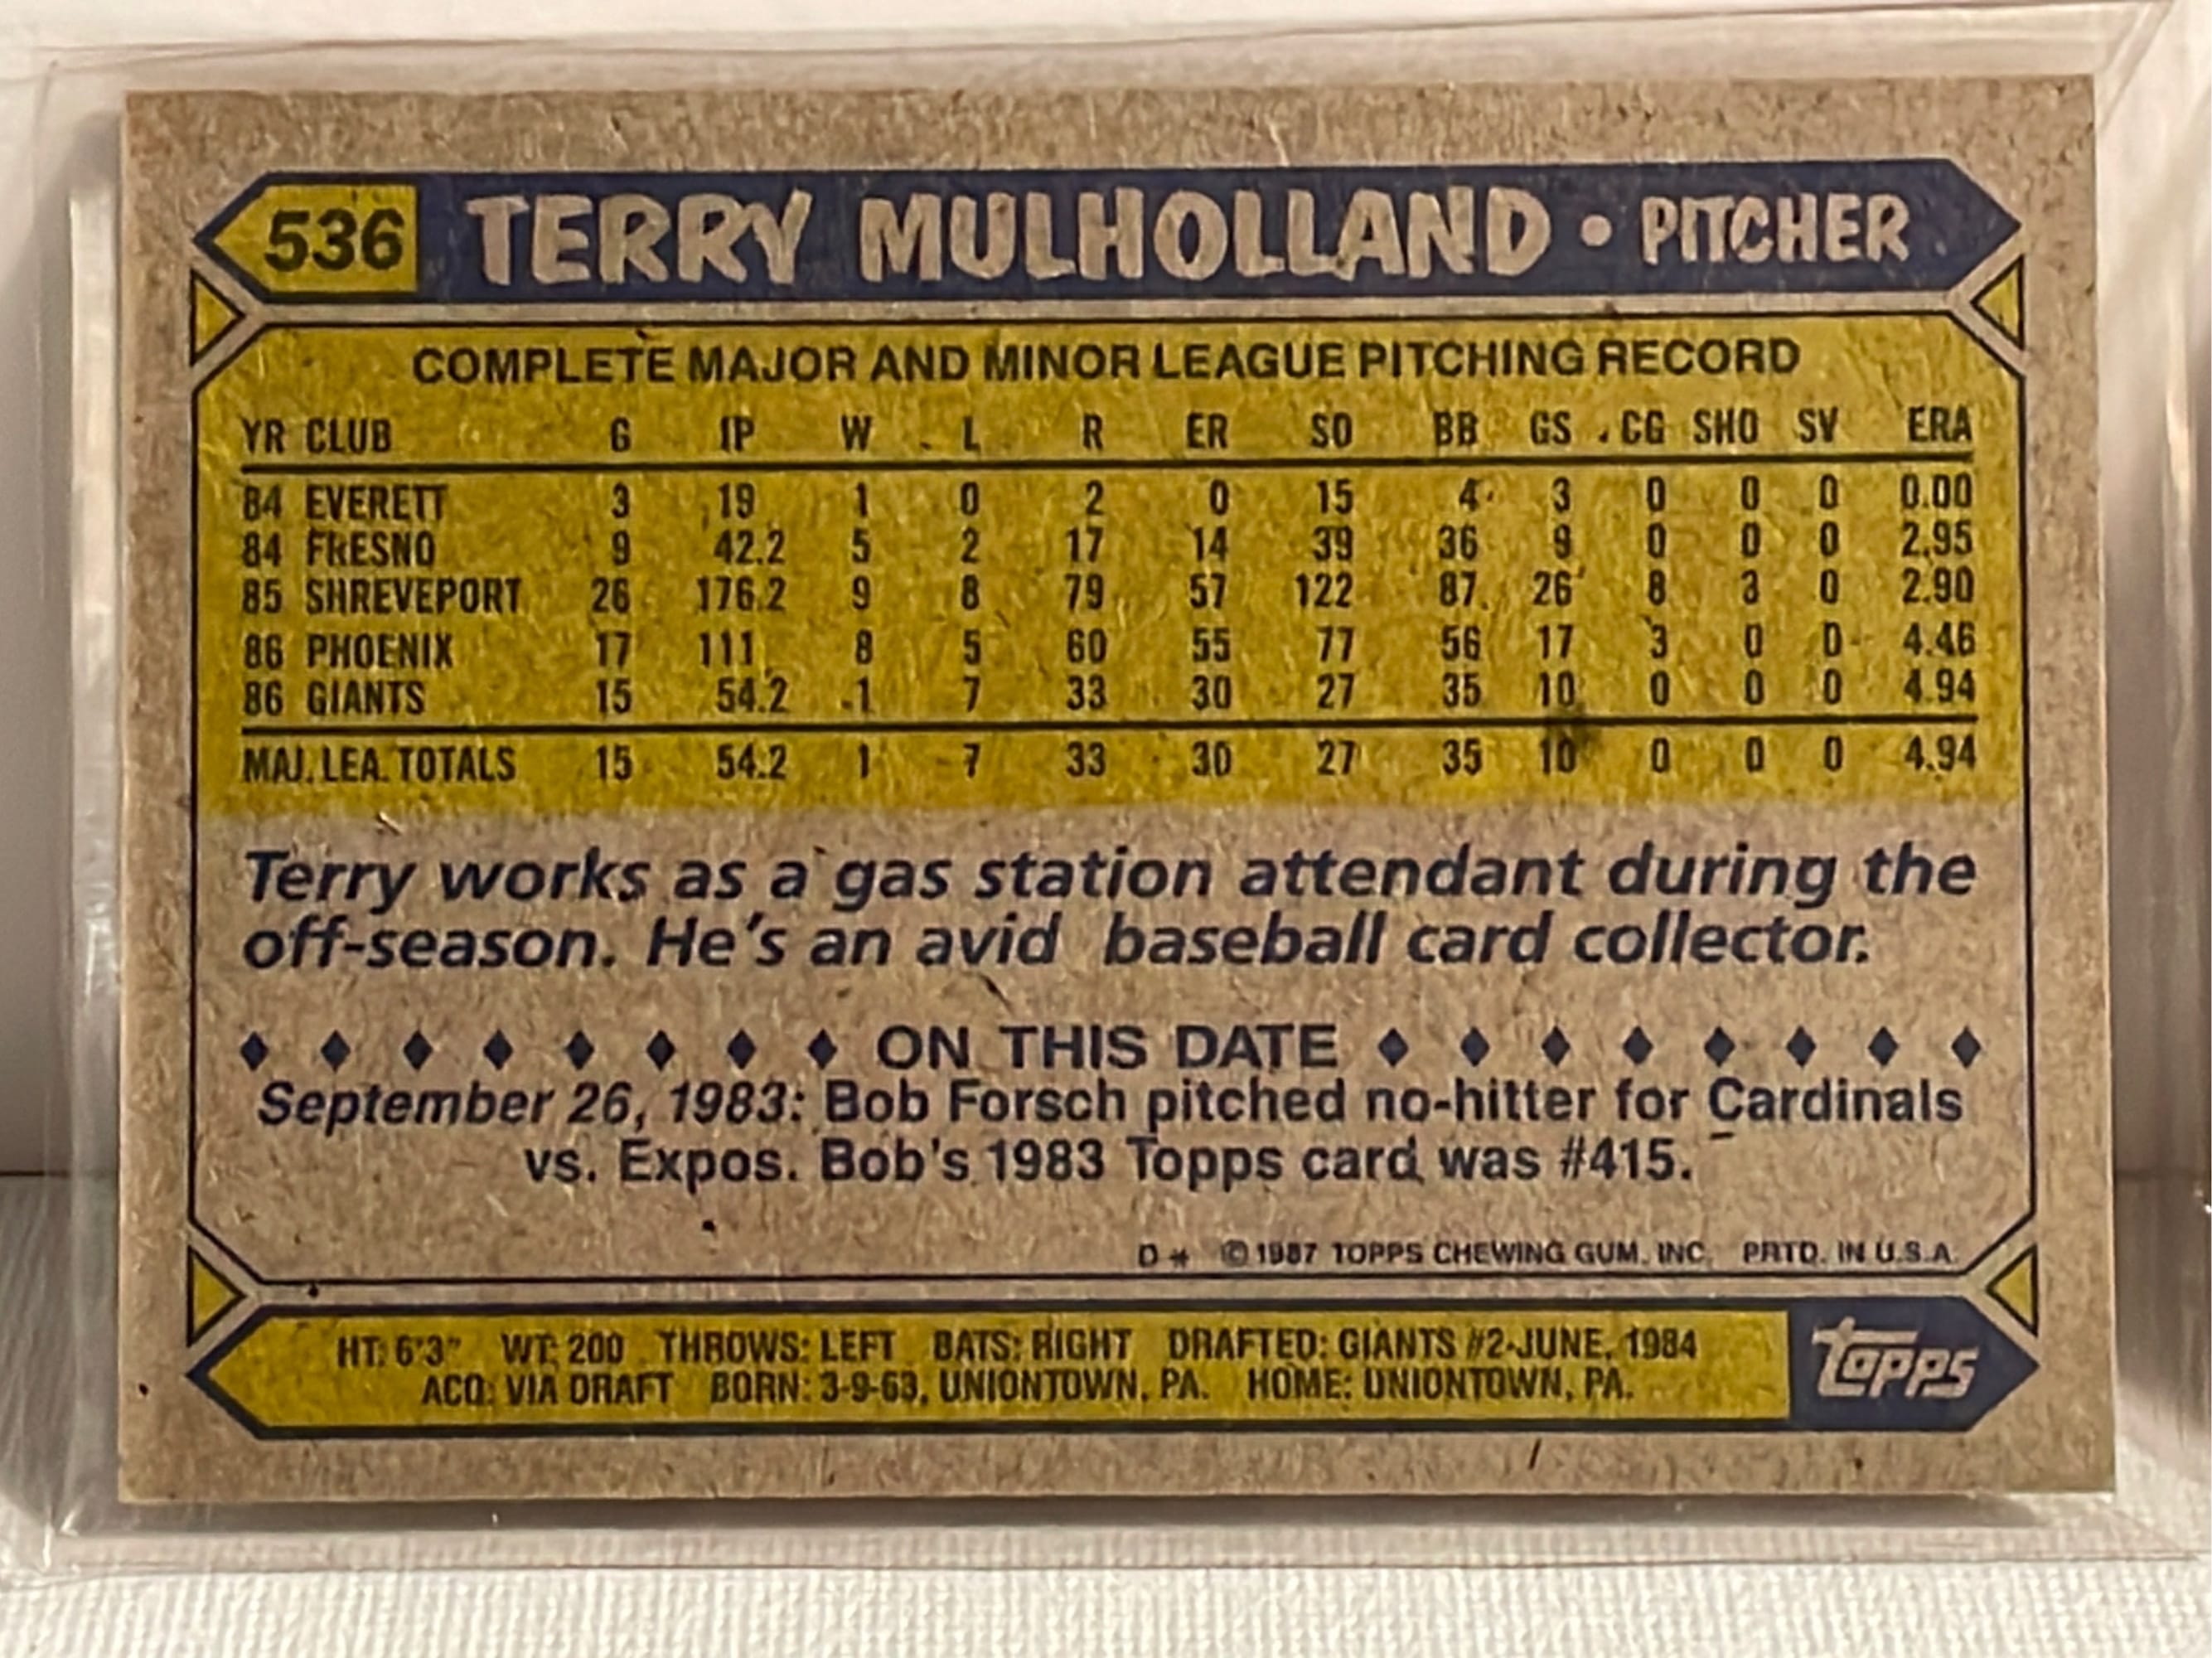 536 TERRY MULHOLLAND • PITCHER
COMPLETE MAJOR AND MINOR LEAGUE PITCHING RECORD
YR CLUB G IP W L R ER SO BB GS CG SHO SV ERA
84 EVERETT 3 19 1 0 2 0 15 4 3 0 0 0 0.00
84 FRESNO 9 42.2 5 2 17 14 39 36 9 0 0 0 2.95
85 SHREVEPORT 26 176.2 9 8 79 57 122 87 26 8 3 0 2.90
86 PHOENIX 17 111 8 5 60 55 77 56 17 3 0 0 4.46
86 GIANTS 15 54.2 1 7 33 30 27 35 10 0 0 0 4.94
MAJ. LEA. TOTALS 15 54.2 1 7 33 30 27 35 10 0 0 0 4.94
Terry works as a gas station attendant during the
off-season. He's an avid baseball card collector.
♦ ♦ ♦ ♦ ♦ ♦ ♦ ♦ ON THIS DATE ♦ ♦ ♦ ♦ ♦ ♦ ♦ ♦
September 26, 1983: Bob Forsch pitched no-hitter for Cardinals
vs. Expos. Bob's 1983 Topps card was #415.
D* © 1987 TOPPS CHEWING GUM, INC. PRTD. IN U.S.A.
HT: 6'3" WT: 200 THROWS: LEFT BATS: RIGHT DRAFTED: GIANTS #2-JUNE, 1984
ACQ: VIA DRAFT BORN: 3-9-63, UNIONTOWN, PA. HOME: UNIONTOWN, PA.
topps